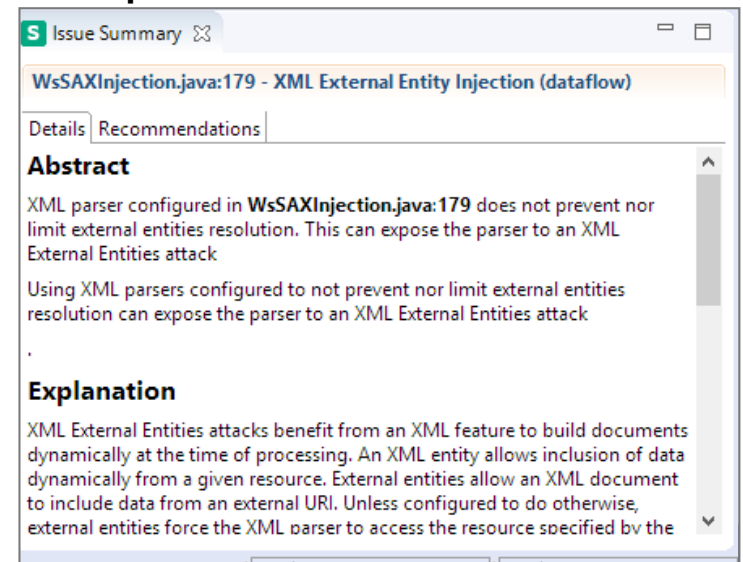 S Issue Summary
WsSAXInjection.java:179 - XML External Entity Injection (dataflow)
Details Recommendations
Abstract
XML parser configured in WsSAXInjection.java:179 does not prevent nor
limit external entities resolution. This can expose the parser to an XML
External Entities attack
Using XML parsers configured to not prevent nor limit external entities
resolution can expose the parser to an XML External Entities attack
.
Explanation
XML External Entities attacks benefit from an XML feature to build documents
dynamically at the time of processing. An XML entity allows inclusion of data
dynamically from a given resource. External entities allow an XML document
to include data from an external URI. Unless configured to do otherwise,
external entities force the XML parser to access the resource specified by the